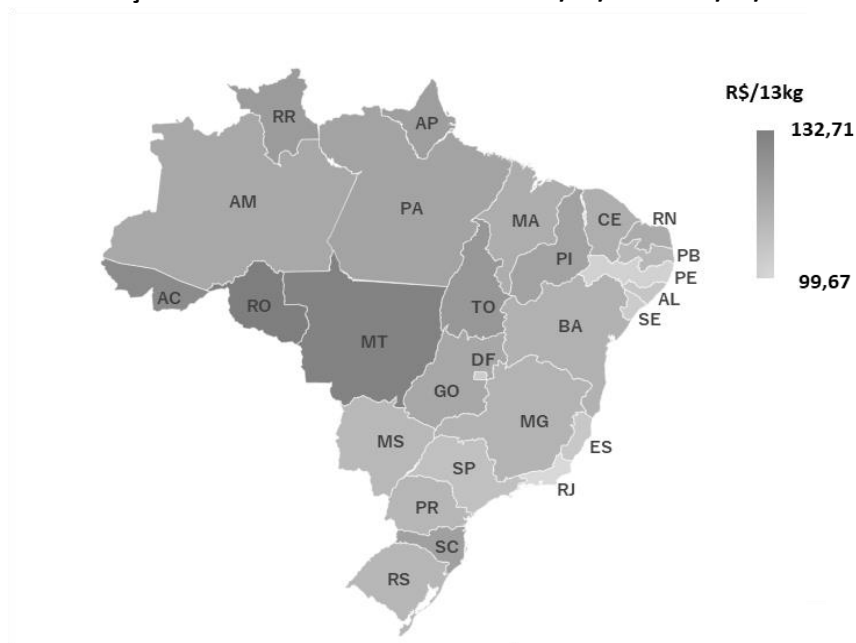 R$/13kg
132,71
99,67
RR
AP
AM
PA
MA
CE
RN
PB
PI
PE
AL
SE
AC
RO
TO
BA
MT
DF
GO
MG
MS
ES
SP
RJ
PR
SC
RS